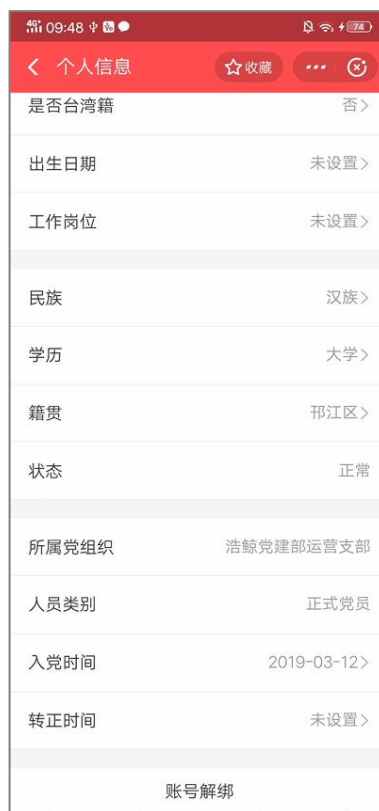 4G 09:48 74
个人信息 收藏
是否台湾籍 否
出生日期 未设置
工作岗位 未设置
民族 汉族
学历 大学
籍贯 邗江区
状态 正常
所属党组织 浩鲸党建部运营支部
人员类别 正式党员
入党时间 2019-03-12
转正时间 未设置
账号解绑